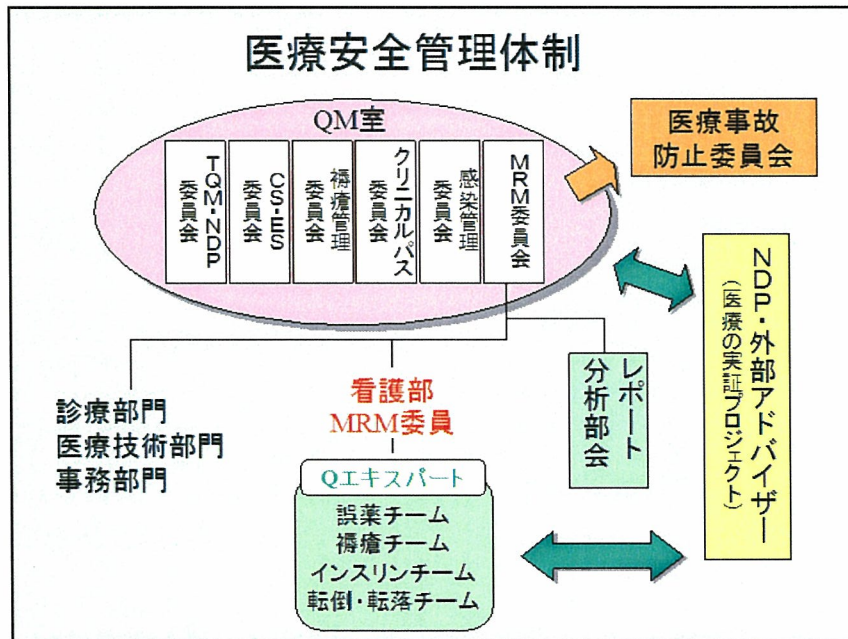 医療安全管理体制
QM室
TQM・NDP
委員会
CS・ES
委員会
褥瘡管理
委員会
クリニカルパス
委員会
感染管理
委員会
MRM委員会
医療事故
防止委員会
NDP・外部アドバイザー
（医療の実証プロジェクト）
レポート
分析部会
診療部門
医療技術部門
事務部門
看護部
MRM委員
Qエキスパート
誤薬チーム
褥瘡チーム
インスリンチーム
転倒・転落チーム